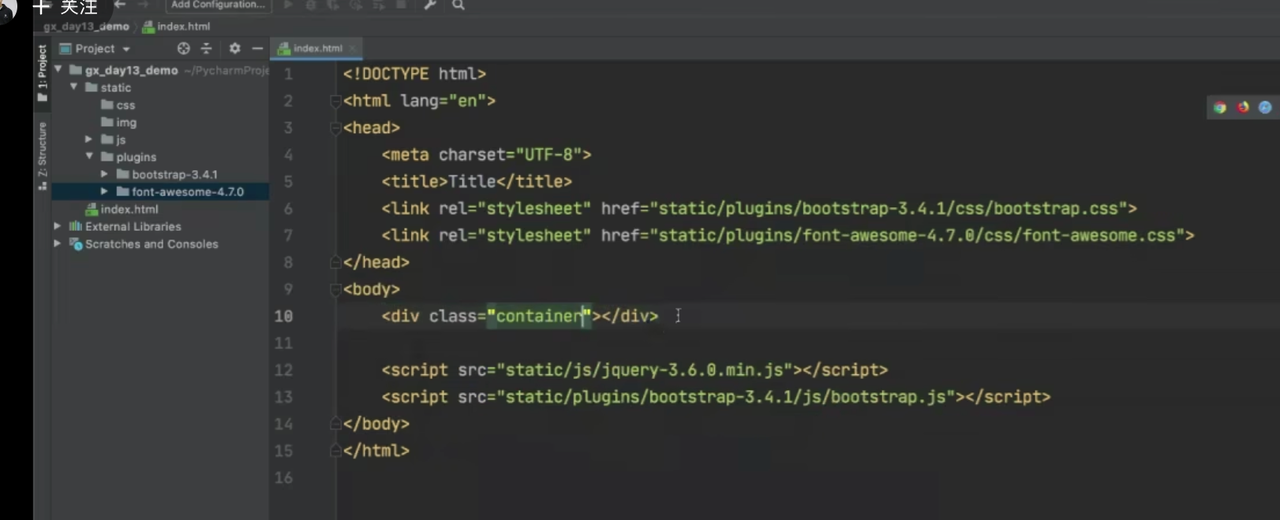 关注
Add Configuration...
gx_day13_demo
index.html
1: Project
Z: Structure
Project
gx_day13_demo ~/PycharmProje
static
css
img
js
plugins
bootstrap-3.4.1
font-awesome-4.7.0
index.html
External Libraries
Scratches and Consoles
index.html
1 <!DOCTYPE html>
2 <html lang="en">
3 <head>
4 <meta charset="UTF-8">
5 <title>Title</title>
6 <link rel="stylesheet" href="static/plugins/bootstrap-3.4.1/css/bootstrap.css">
7 <link rel="stylesheet" href="static/plugins/font-awesome-4.7.0/css/font-awesome.css">
8 </head>
9 <body>
10 <div class="container"></div>
11
12 <script src="static/js/jquery-3.6.0.min.js"></script>
13 <script src="static/plugins/bootstrap-3.4.1/js/bootstrap.js"></script>
14 </body>
15 </html>
16